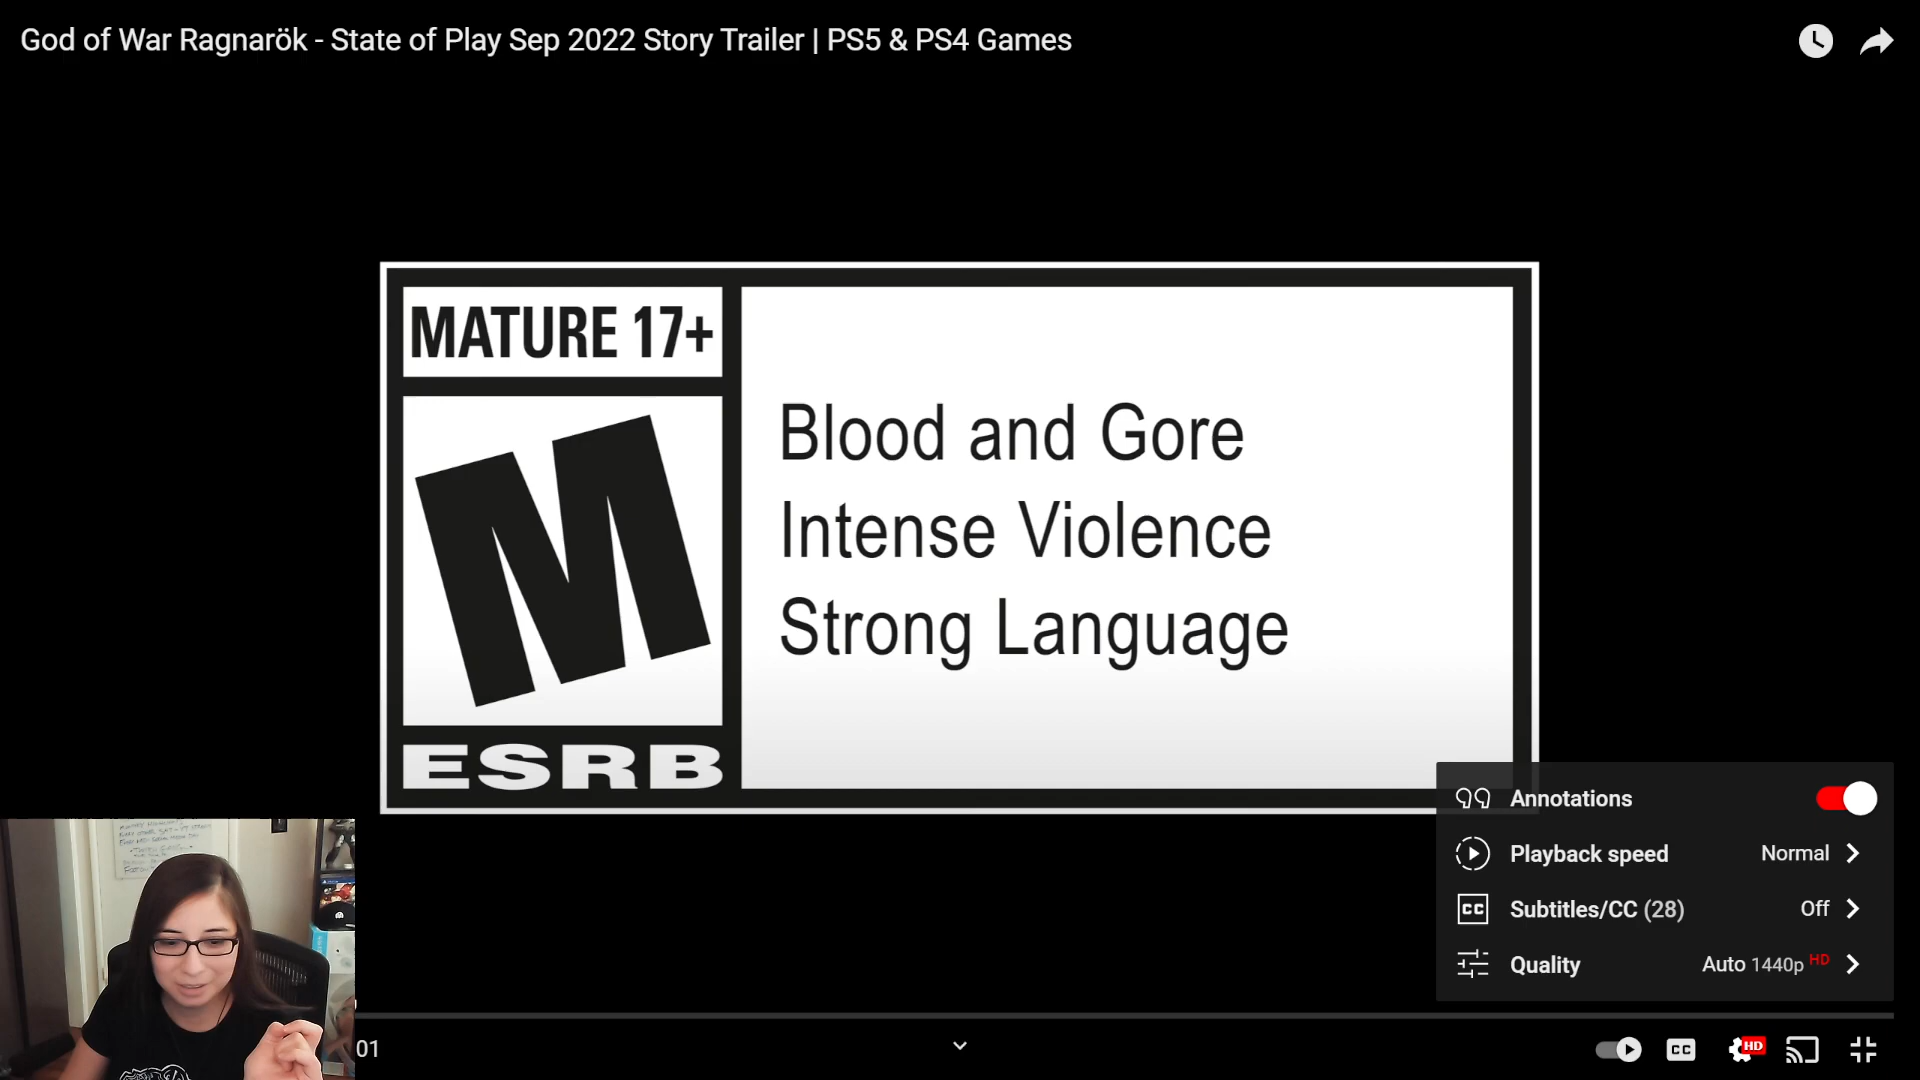 God of War Ragnarök - State of Play Sep 2022 Story Trailer | PS5 & PS4 Games
MATURE 17+
M
ESRB
Blood and Gore
Intense Violence
Strong Language
Annotations
Playback speed Normal
CC Subtitles/CC (28) Off
Quality Auto 1440p HD
01
CC
HD